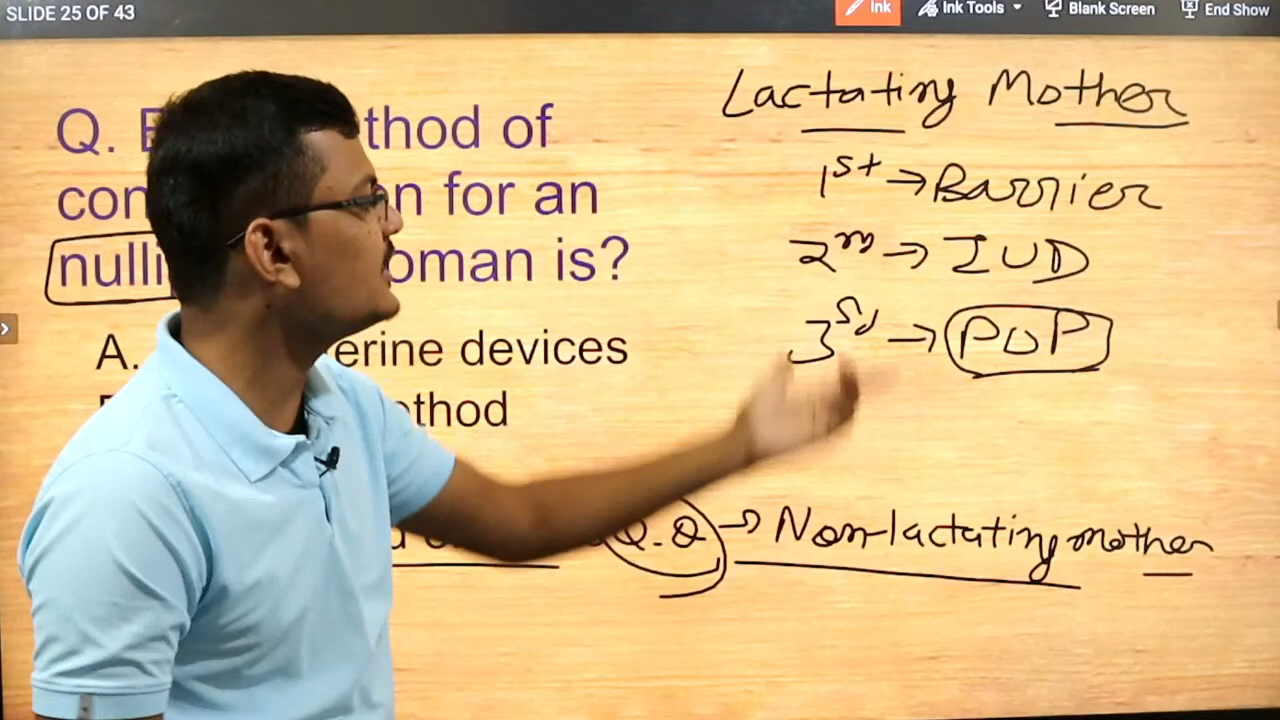 SLIDE 25 OF 43
Ink
Ink Tools
Blank Screen
End Show
Q. thod of
con n for an
nulli oman is?
A. erine devices
thod
Lactating Mother
1st → Barrier
2nd → IUD
3rd → POP
Q.Q → Non-lactating mother